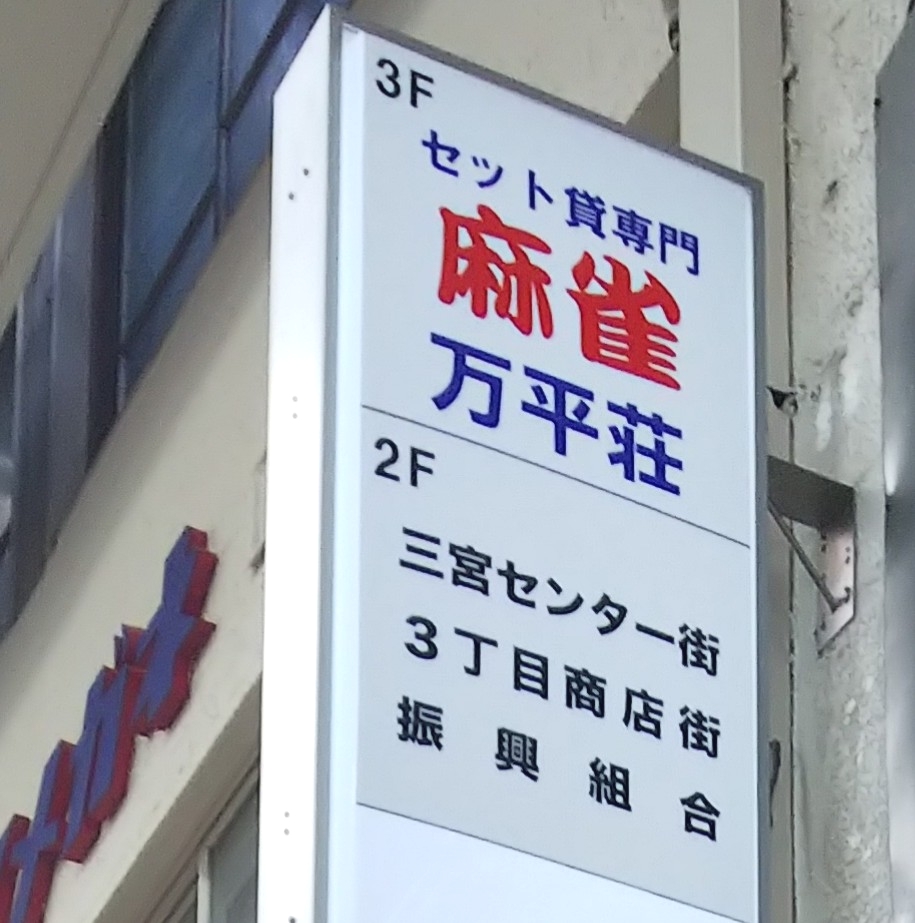 3F
セット貸専門
麻雀
万平荘
2F
三宮センター街
3丁目商店街
振興組合